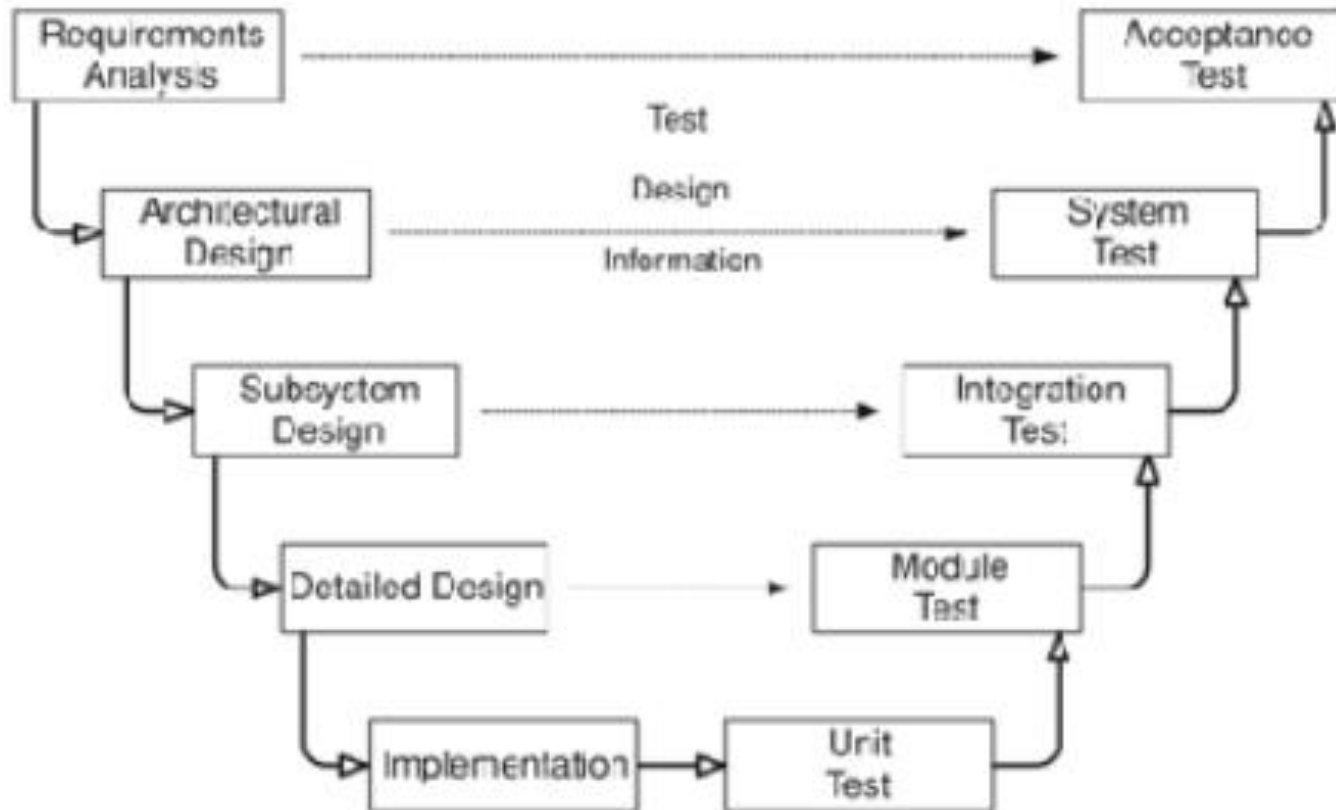 Requirements
Analysis
Acceptance
Test
Test
Design
Information
Architectural
Design
System
Test
Subsystem
Design
Integration
Test
Detailed Design
Module
Test
Implementation
Unit
Test